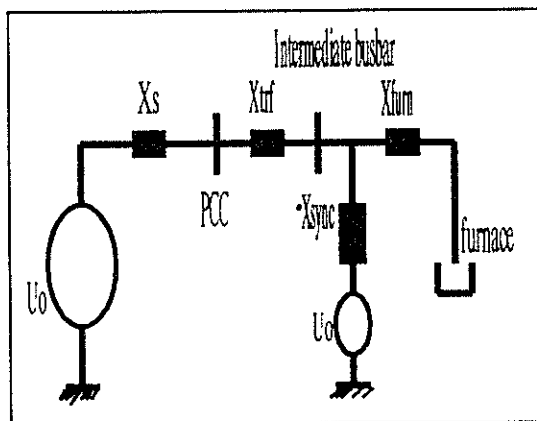 Intermediate busbar
Xs
Xtrf
Xfurn
PCC
Xsync
furnace
Uo
Uo